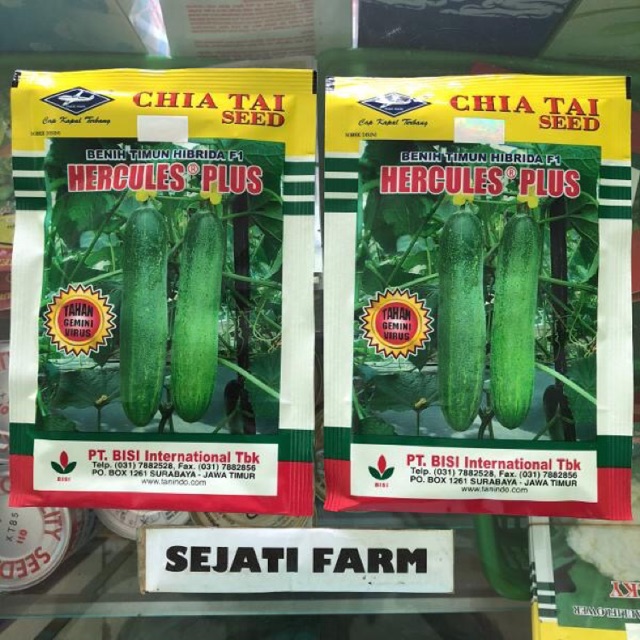 CHIA TAI
SEED
Cap Kapal Terbang
BENIH TIMUN HIBRIDA F1
HERCULES® PLUS
TAHAN
GEMINI
VIRUS
BISI
PT. BISI International Tbk
Telp. (031) 7882528, Fax. (031) 7882856
PO. BOX 1261 SURABAYA - JAWA TIMUR
www.tanindo.com
CHIA TAI
SEED
Cap Kapal Terbang
BENIH TIMUN HIBRIDA F1
HERCULES® PLUS
TAHAN
GEMINI
VIRUS
BISI
PT. BISI International Tbk
Telp. (031) 7882528, Fax. (031) 7882856
PO. BOX 1261 SURABAYA - JAWA TIMUR
www.tanindo.com
SEJATI FARM